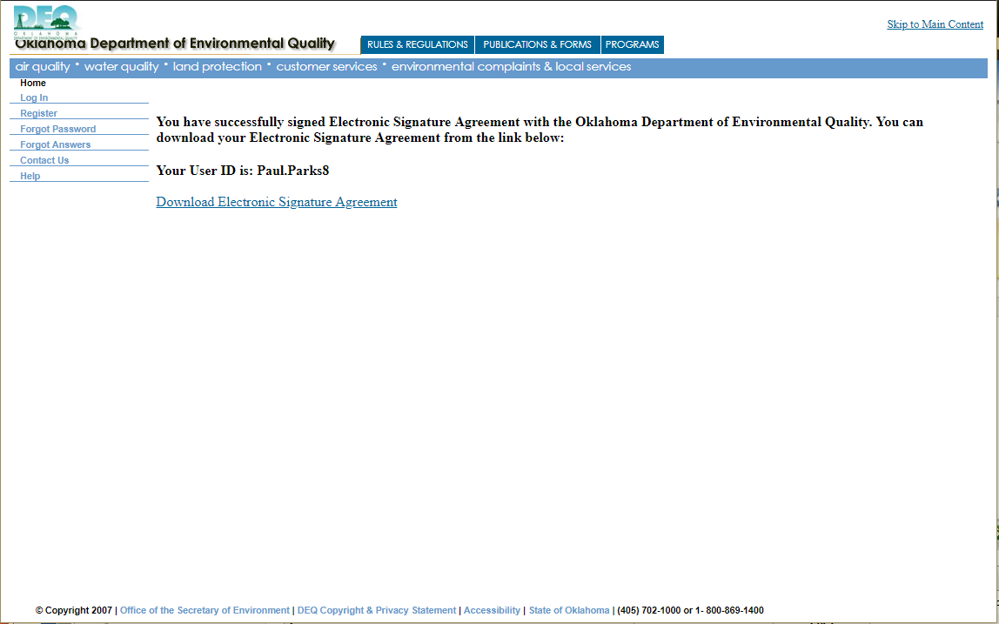 DEQ
OKLAHOMA
DEPARTMENT OF ENVIRONMENTAL QUALITY
Skip to Main Content
Oklahoma Department of Environmental Quality
RULES & REGULATIONS PUBLICATIONS & FORMS PROGRAMS
air quality • water quality • land protection • customer services • environmental complaints & local services
Home
Log In
Register
Forgot Password
Forgot Answers
Contact Us
Help
You have successfully signed Electronic Signature Agreement with the Oklahoma Department of Environmental Quality. You can
download your Electronic Signature Agreement from the link below:
Your User ID is: Paul.Parks8
Download Electronic Signature Agreement
© Copyright 2007 | Office of the Secretary of Environment | DEQ Copyright & Privacy Statement | Accessibility | State of Oklahoma | (405) 702-1000 or 1- 800-869-1400